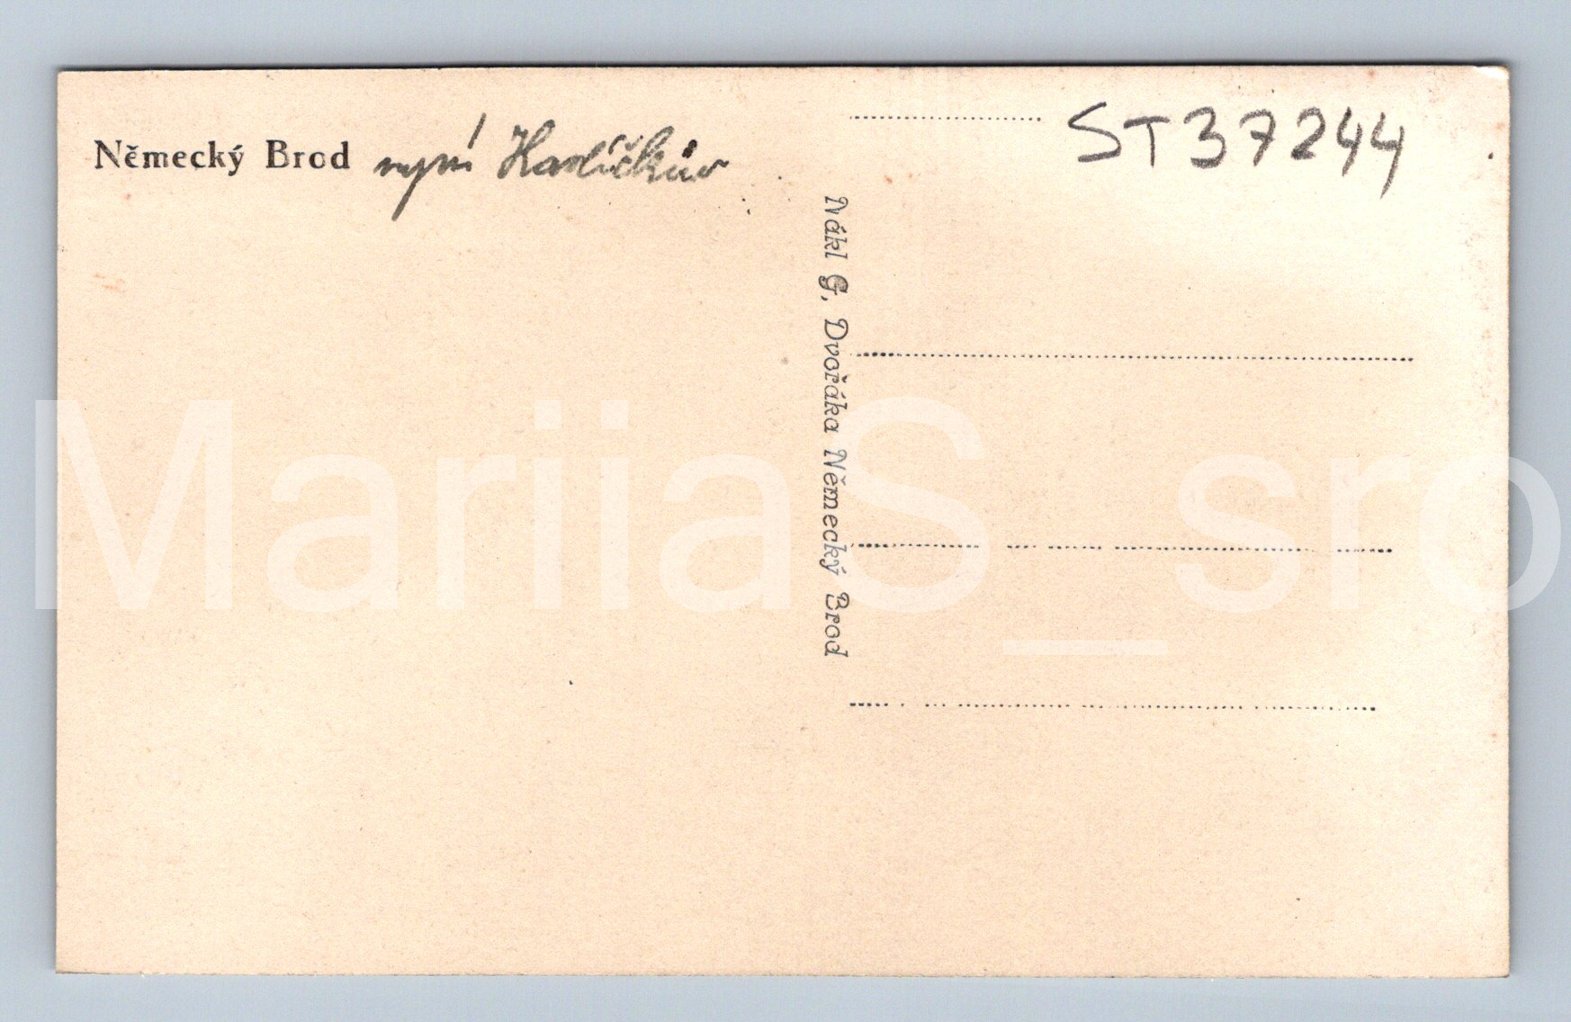 Německý Brod nyní Havlíčkův
ST37244
Nákl G. Dvořáka Německý Brod
MariiaS_sro